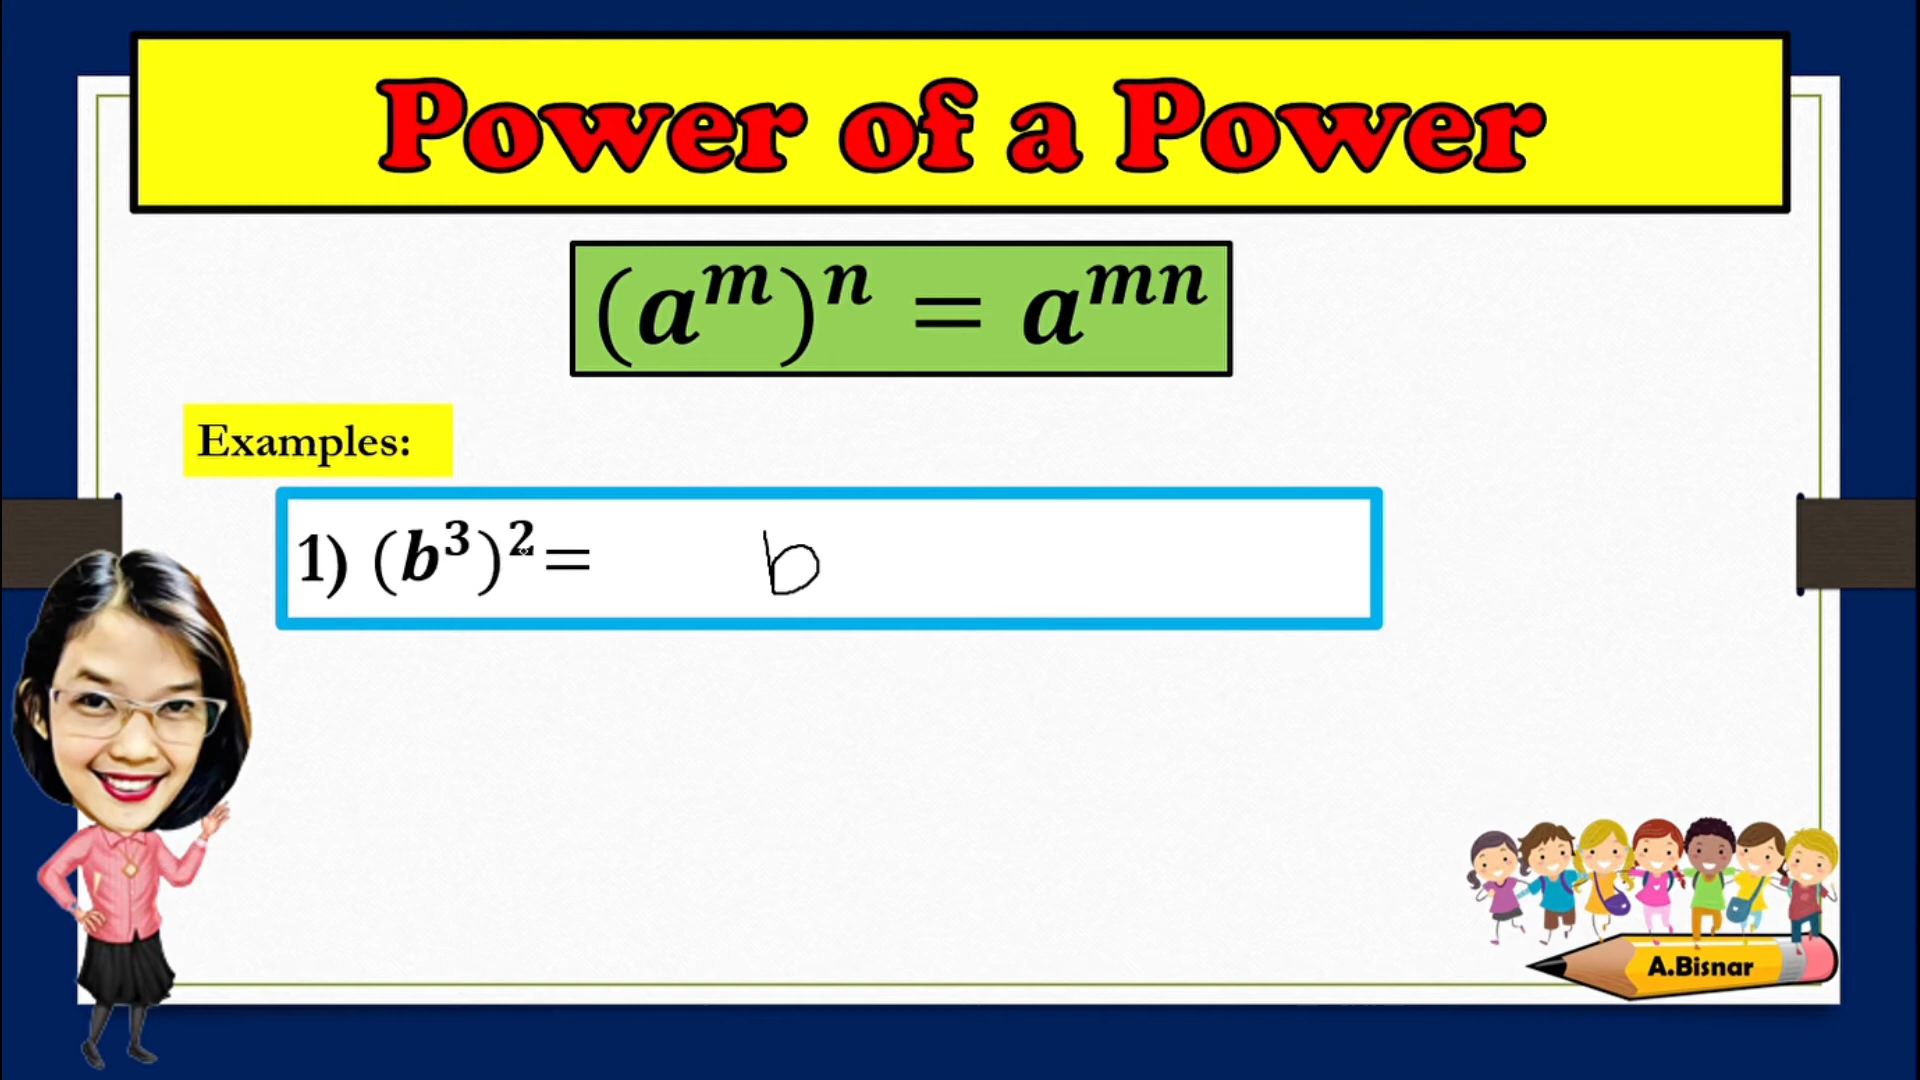 Power of a Power
(a^m)^n = a^{mn}
Examples:
1) (b^3)^2= b
A.Bisnar